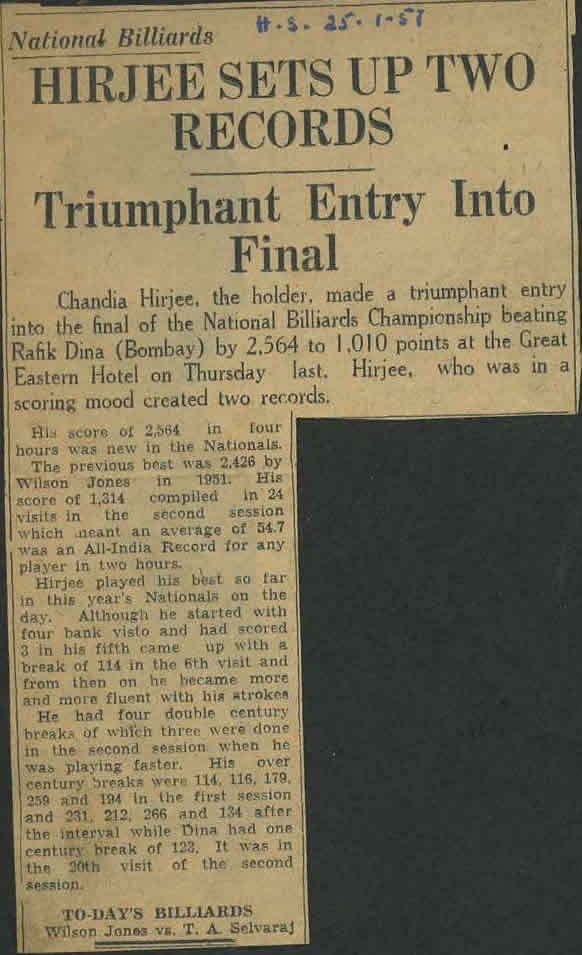 H.S. 25-1-57
National Billiards
HIRJEE SETS UP TWO
RECORDS
Triumphant Entry Into
Final
Chandia Hirjee, the holder, made a triumphant entry
into the final of the National Billiards Championship beating
Rafik Dina (Bombay) by 2,564 to 1,010 points at the Great
Eastern Hotel on Thursday last. Hirjee, who was in a
scoring mood created two records.
His score of 2,564 in four
hours was new in the Nationals.
The previous best was 2,426 by
Wilson Jones in 1951. His
score of 1,314 compiled in 24
visits in the second session
which meant an average of 54.7
was an All-India Record for any
player in two hours.
Hirjee played his best so far
in this year's Nationals on the
day. Although he started with
four bank visto and had scored
3 in his fifth came up with a
break of 114 in the 6th visit and
from then on he became more
and more fluent with his strokes
He had four double century
breaks of which three were done
in the second session when he
was playing faster. His over
century breaks were 114, 116, 179,
259 and 194 in the first session
and 231, 212, 266 and 134 after
the interval while Dina had one
century break of 123. It was in
the 20th visit of the second
session.
TO-DAY'S BILLIARDS
Wilson Jones vs. T. A. Selvaraj